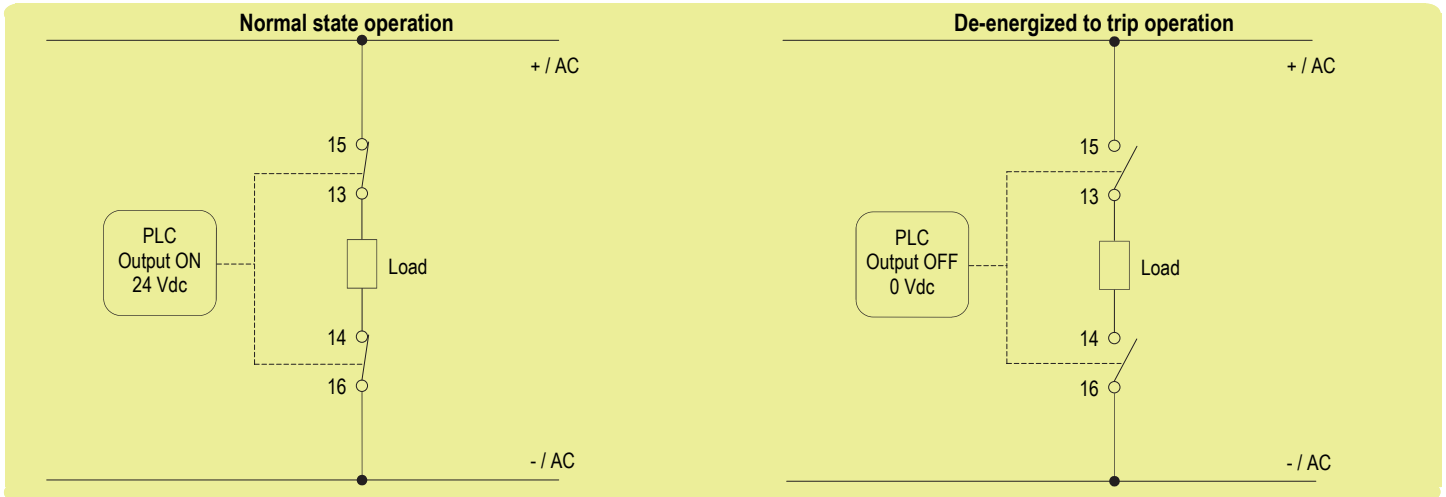 Normal state operation
+ / AC
15
13
PLC
Output ON
24 Vdc
Load
14
16
- / AC
De-energized to trip operation
+ / AC
15
13
PLC
Output OFF
0 Vdc
Load
14
16
- / AC